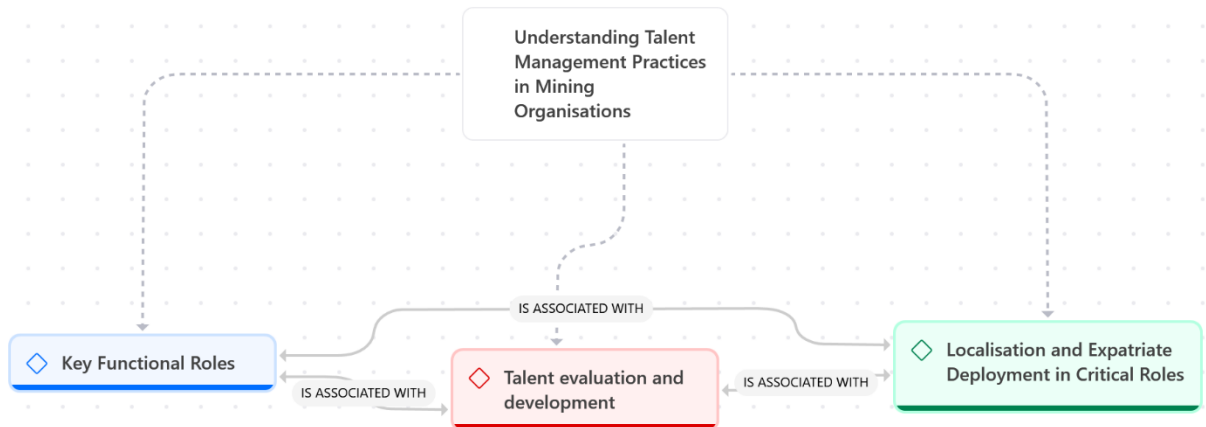 Understanding Talent
Management Practices
in Mining
Organisations
IS ASSOCIATED WITH
Key Functional Roles
Localisation and Expatriate
Deployment in Critical Roles
IS ASSOCIATED WITH
Talent evaluation and
development
IS ASSOCIATED WITH